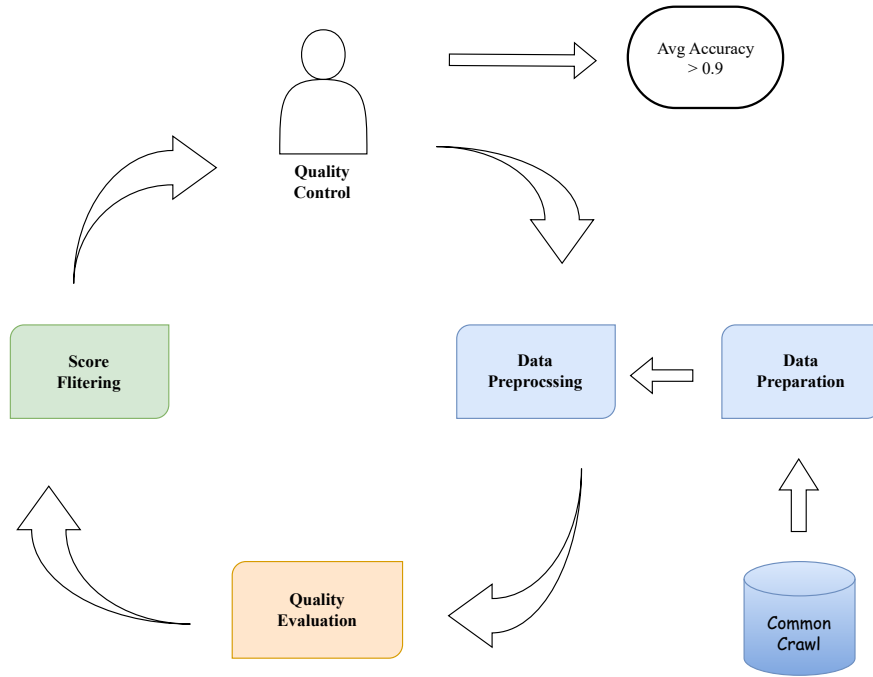 Avg Accuracy
> 0.9
Quality
Control
Score
Flitering
Data
Preprocssing
Data
Preparation
Quality
Evaluation
Common
Crawl